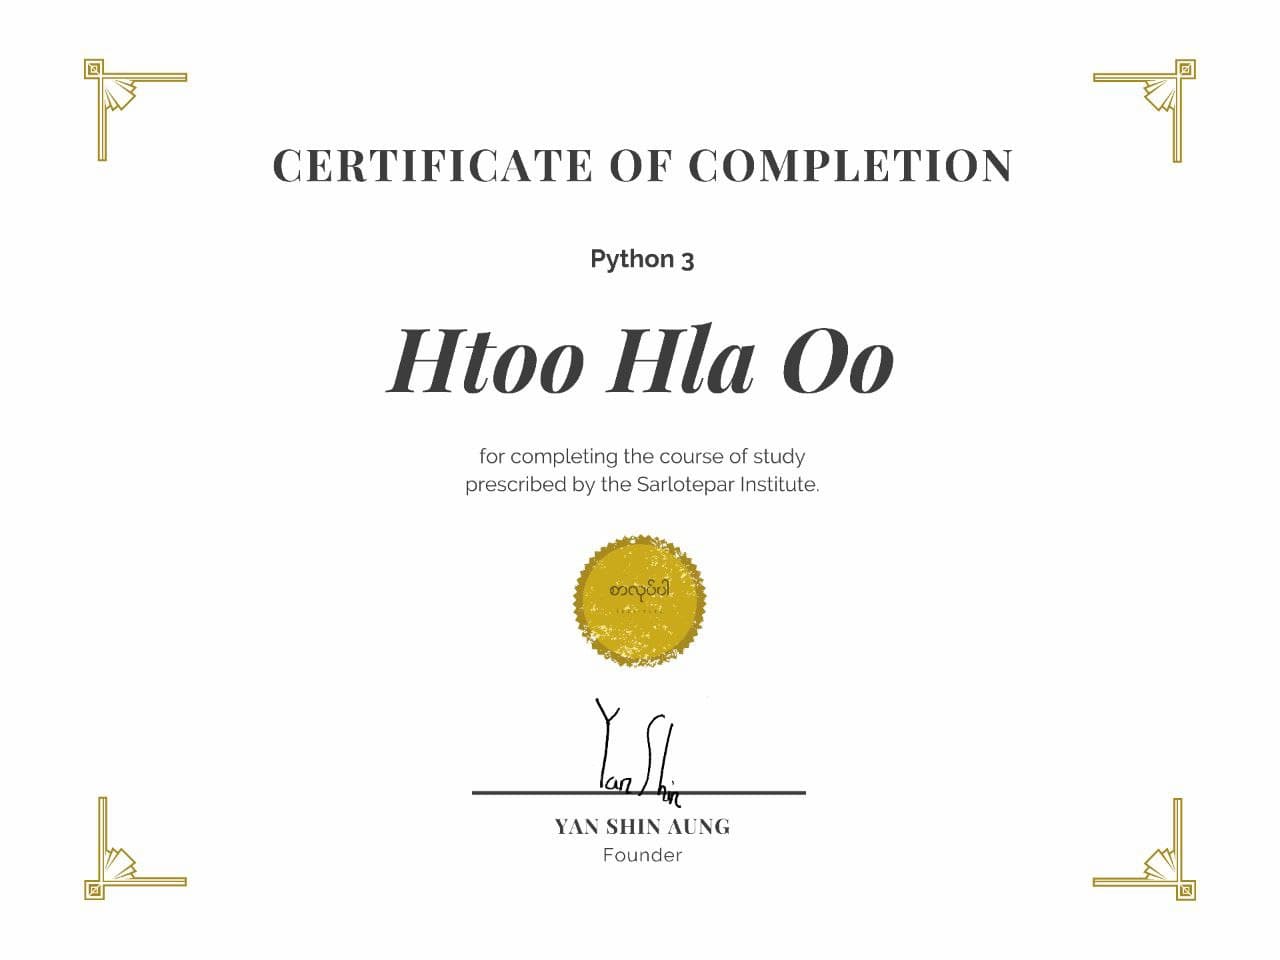 CERTIFICATE OF COMPLETION
Python 3
Htoo Hla Oo
for completing the course of study
prescribed by the Sarlotepar Institute.
စာလုပ်ပါ
Yan Shin
YAN SHIN AUNG
Founder